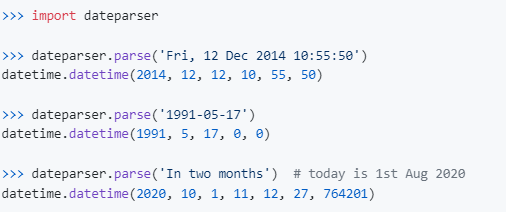 >>> import dateparser
>>> dateparser.parse('Fri, 12 Dec 2014 10:55:50')
datetime.datetime(2014, 12, 12, 10, 55, 50)
>>> dateparser.parse('1991-05-17')
datetime.datetime(1991, 5, 17, 0, 0)
>>> dateparser.parse('In two months')  # today is 1st Aug 2020
datetime.datetime(2020, 10, 1, 11, 12, 27, 764201)